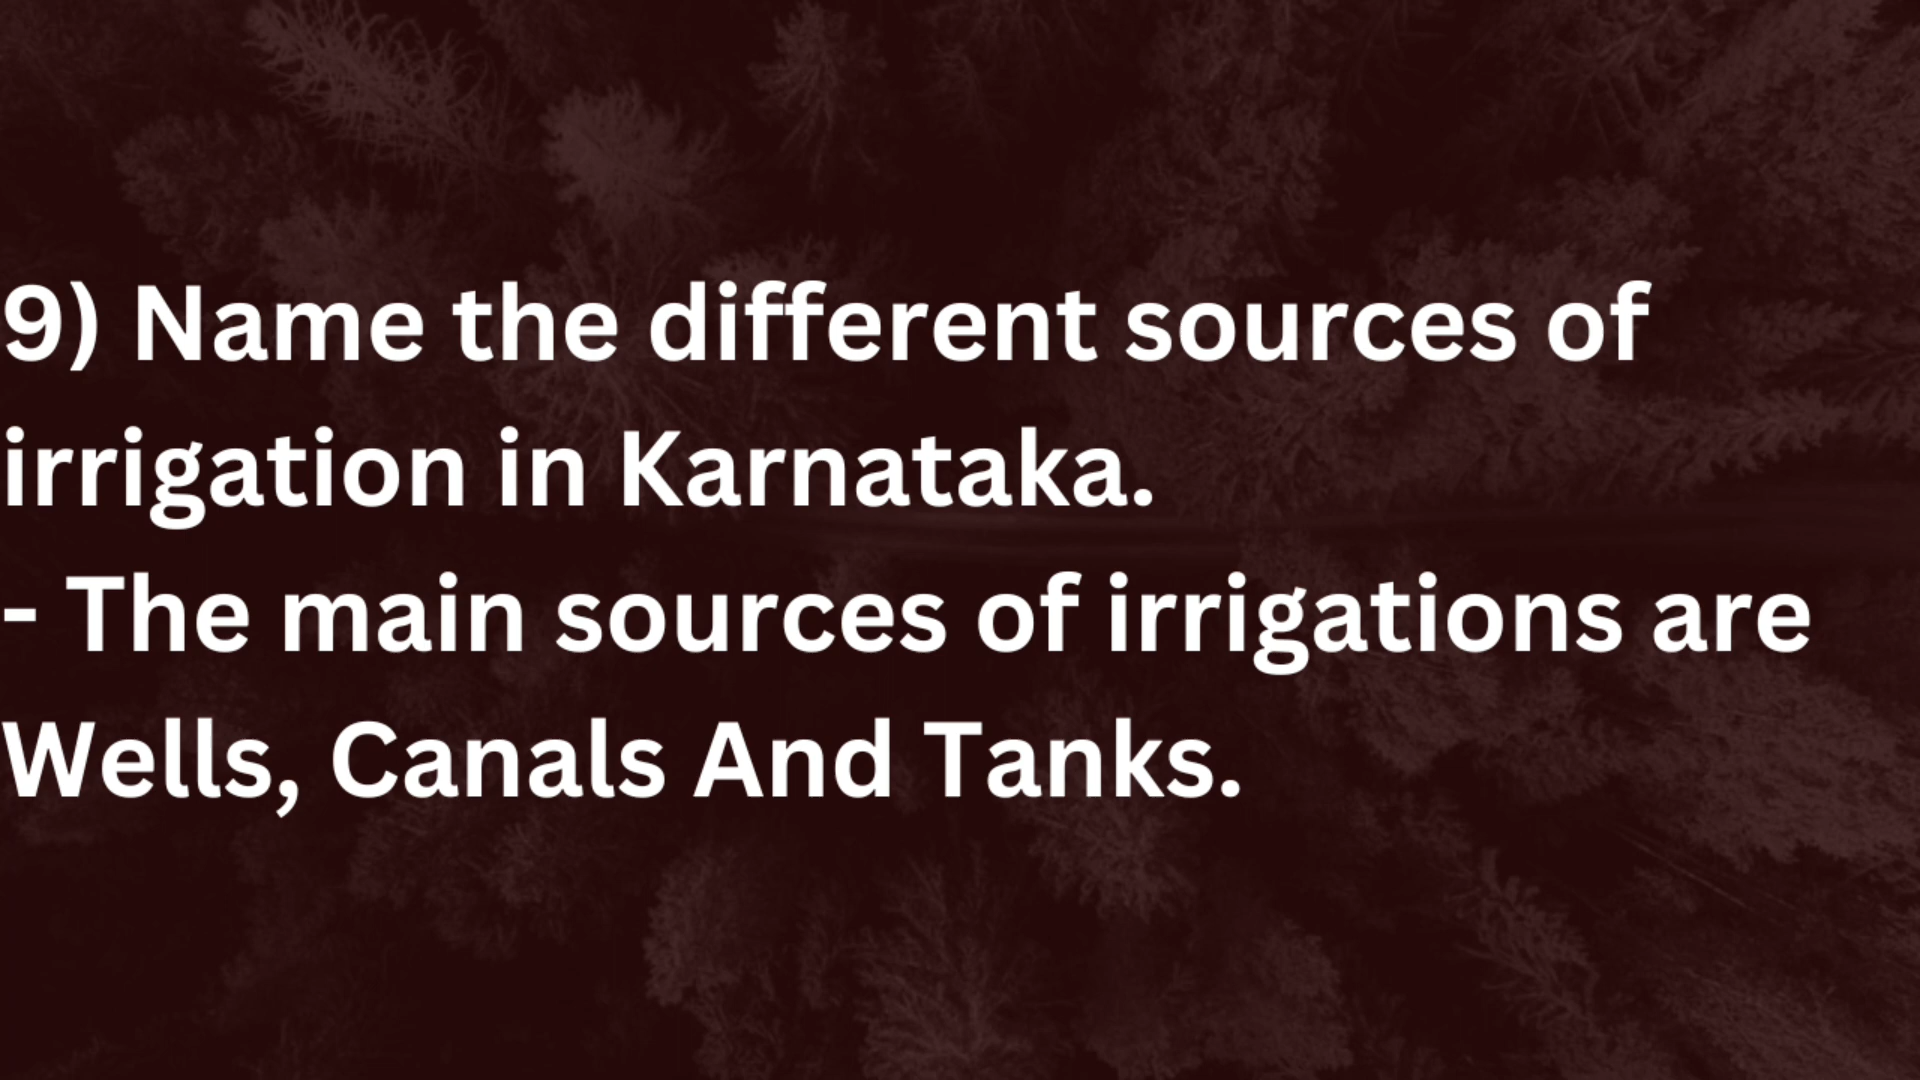 9) Name the different sources of
irrigation in Karnataka.
- The main sources of irrigations are
Wells, Canals And Tanks.